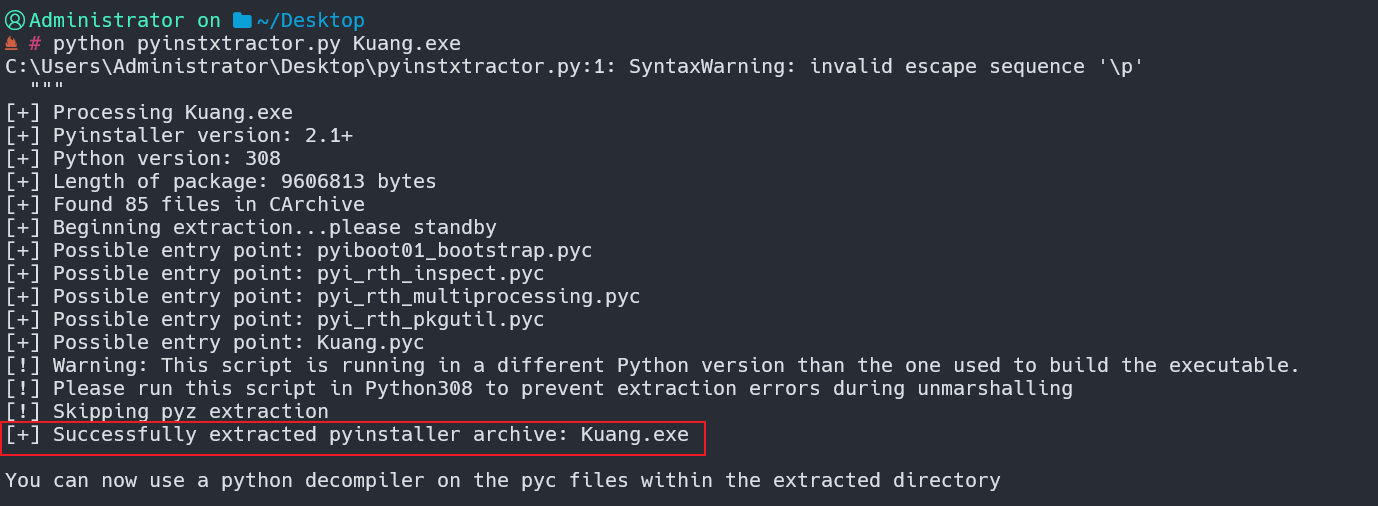 Administrator on ~/Desktop
# python pyinstxtractor.py Kuang.exe
C:\Users\Administrator\Desktop\pyinstxtractor.py:1: SyntaxWarning: invalid escape sequence '\p'
  """
[+] Processing Kuang.exe
[+] Pyinstaller version: 2.1+
[+] Python version: 308
[+] Length of package: 9606813 bytes
[+] Found 85 files in CArchive
[+] Beginning extraction...please standby
[+] Possible entry point: pyiboot01_bootstrap.pyc
[+] Possible entry point: pyi_rth_inspect.pyc
[+] Possible entry point: pyi_rth_multiprocessing.pyc
[+] Possible entry point: pyi_rth_pkgutil.pyc
[+] Possible entry point: Kuang.pyc
[!] Warning: This script is running in a different Python version than the one used to build the executable.
[!] Please run this script in Python308 to prevent extraction errors during unmarshalling
[!] Skipping pyz extraction
[+] Successfully extracted pyinstaller archive: Kuang.exe
You can now use a python decompiler on the pyc files within the extracted directory